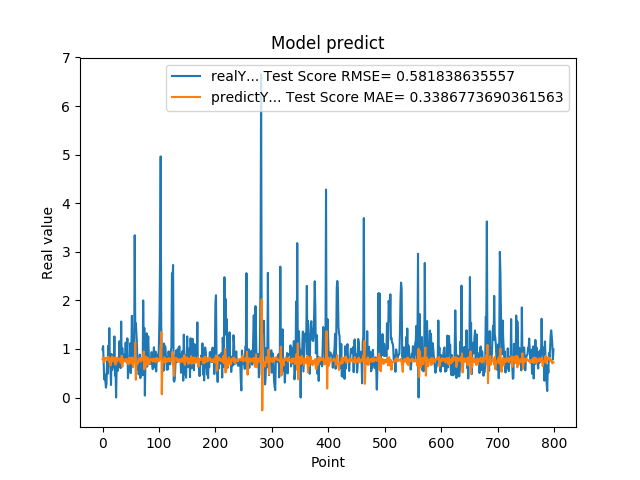 Model predict
realY... Test Score RMSE= 0.581838635557
predictY... Test Score MAE= 0.3386773690361563
Real value
7
6
5
4
3
2
1
0
0 100 200 300 400 500 600 700 800
Point